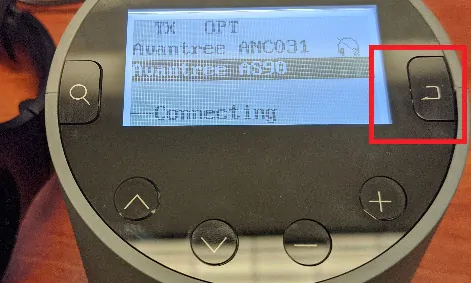 TX OPT
Avantree ANC031
Avantree AS90
Connecting